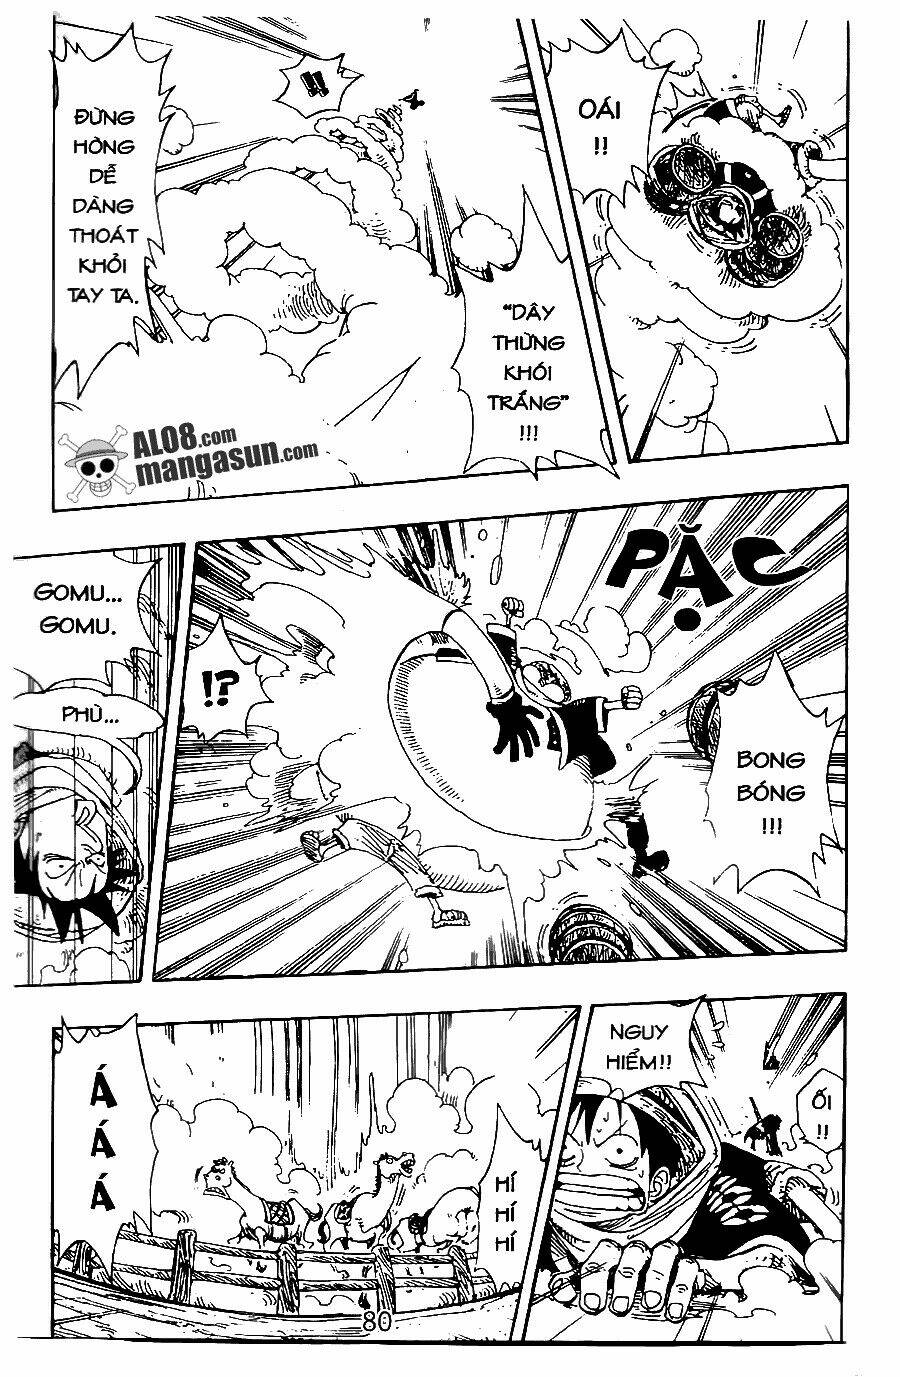 !!
ĐỪNG
HÒNG
DỄ
DÀNG
THOÁT
KHỎI
TAY TA.
"DÂY
THỪNG
KHÓI
TRẮNG"
!!!
OÁI
!!
AL08.com
mangasun.com
GOMU...
GOMU.
PHÙ...
!?
PẶC
BONG
BÓNG
!!!
Á
Á
Á
HÍ
HÍ
HÍ
NGUY
HIỂM!!
ỐI
!!
80